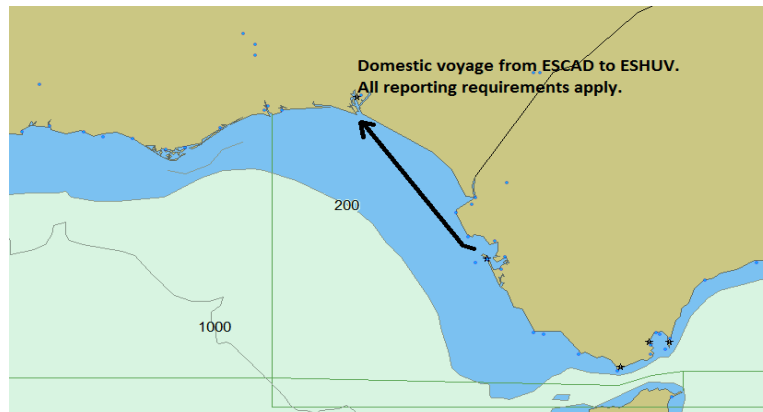 Domestic voyage from ESCAD to ESHUV.
All reporting requirements apply.
200
1000